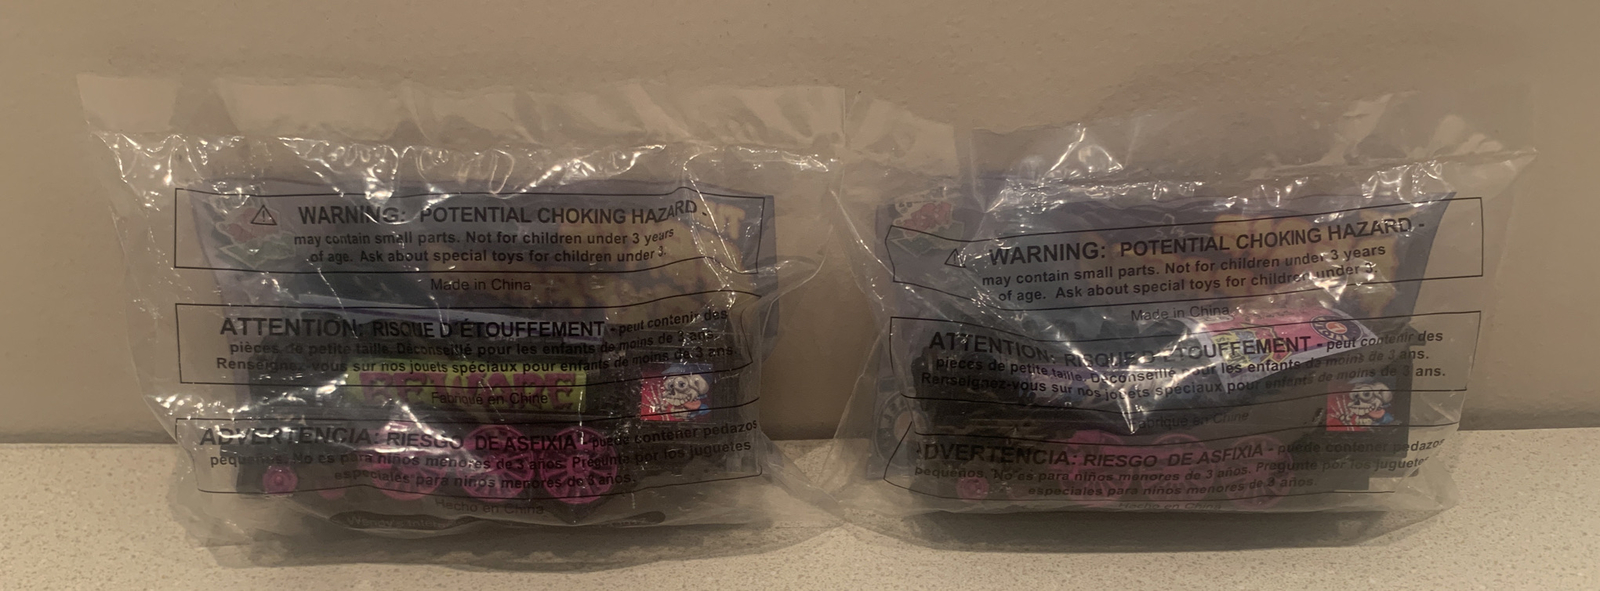 WARNING: POTENTIAL CHOKING HAZARD -
may contain small parts. Not for children under 3 years
of age. Ask about special toys for children under 3.
Made in China
ATTENTION: RISQUE D'ÉTOUFFEMENT - peut contenir des
pièces de petite taille. Déconseillé pour les enfants de moins de 3 ans.
Renseignez-vous sur nos jouets spéciaux pour enfants de moins de 3 ans.
BEWARE
Fabriqué en Chine
ADVERTENCIA: RIESGO DE ASFIXIA - puede contener pedazos
pequeños. No es para niños menores de 3 años. Pregunta por los juguetes
especiales para niños menores de 3 años.
Hecho en China
WARNING: POTENTIAL CHOKING HAZARD -
may contain small parts. Not for children under 3 years
of age. Ask about special toys for children under 3.
Made in China
ATTENTION: RISQUE D'ÉTOUFFEMENT - peut contenir des
pièces de petite taille. Déconseillé pour les enfants de moins de 3 ans.
Renseignez-vous sur nos jouets spéciaux pour enfants de moins de 3 ans.
Fabriqué en Chine
ADVERTENCIA: RIESGO DE ASFIXIA - puede contener pedazos
pequeños. No es para niños menores de 3 años. Pregunte por los juguetes
especiales para niños menores de 3 años.
Hecho en China